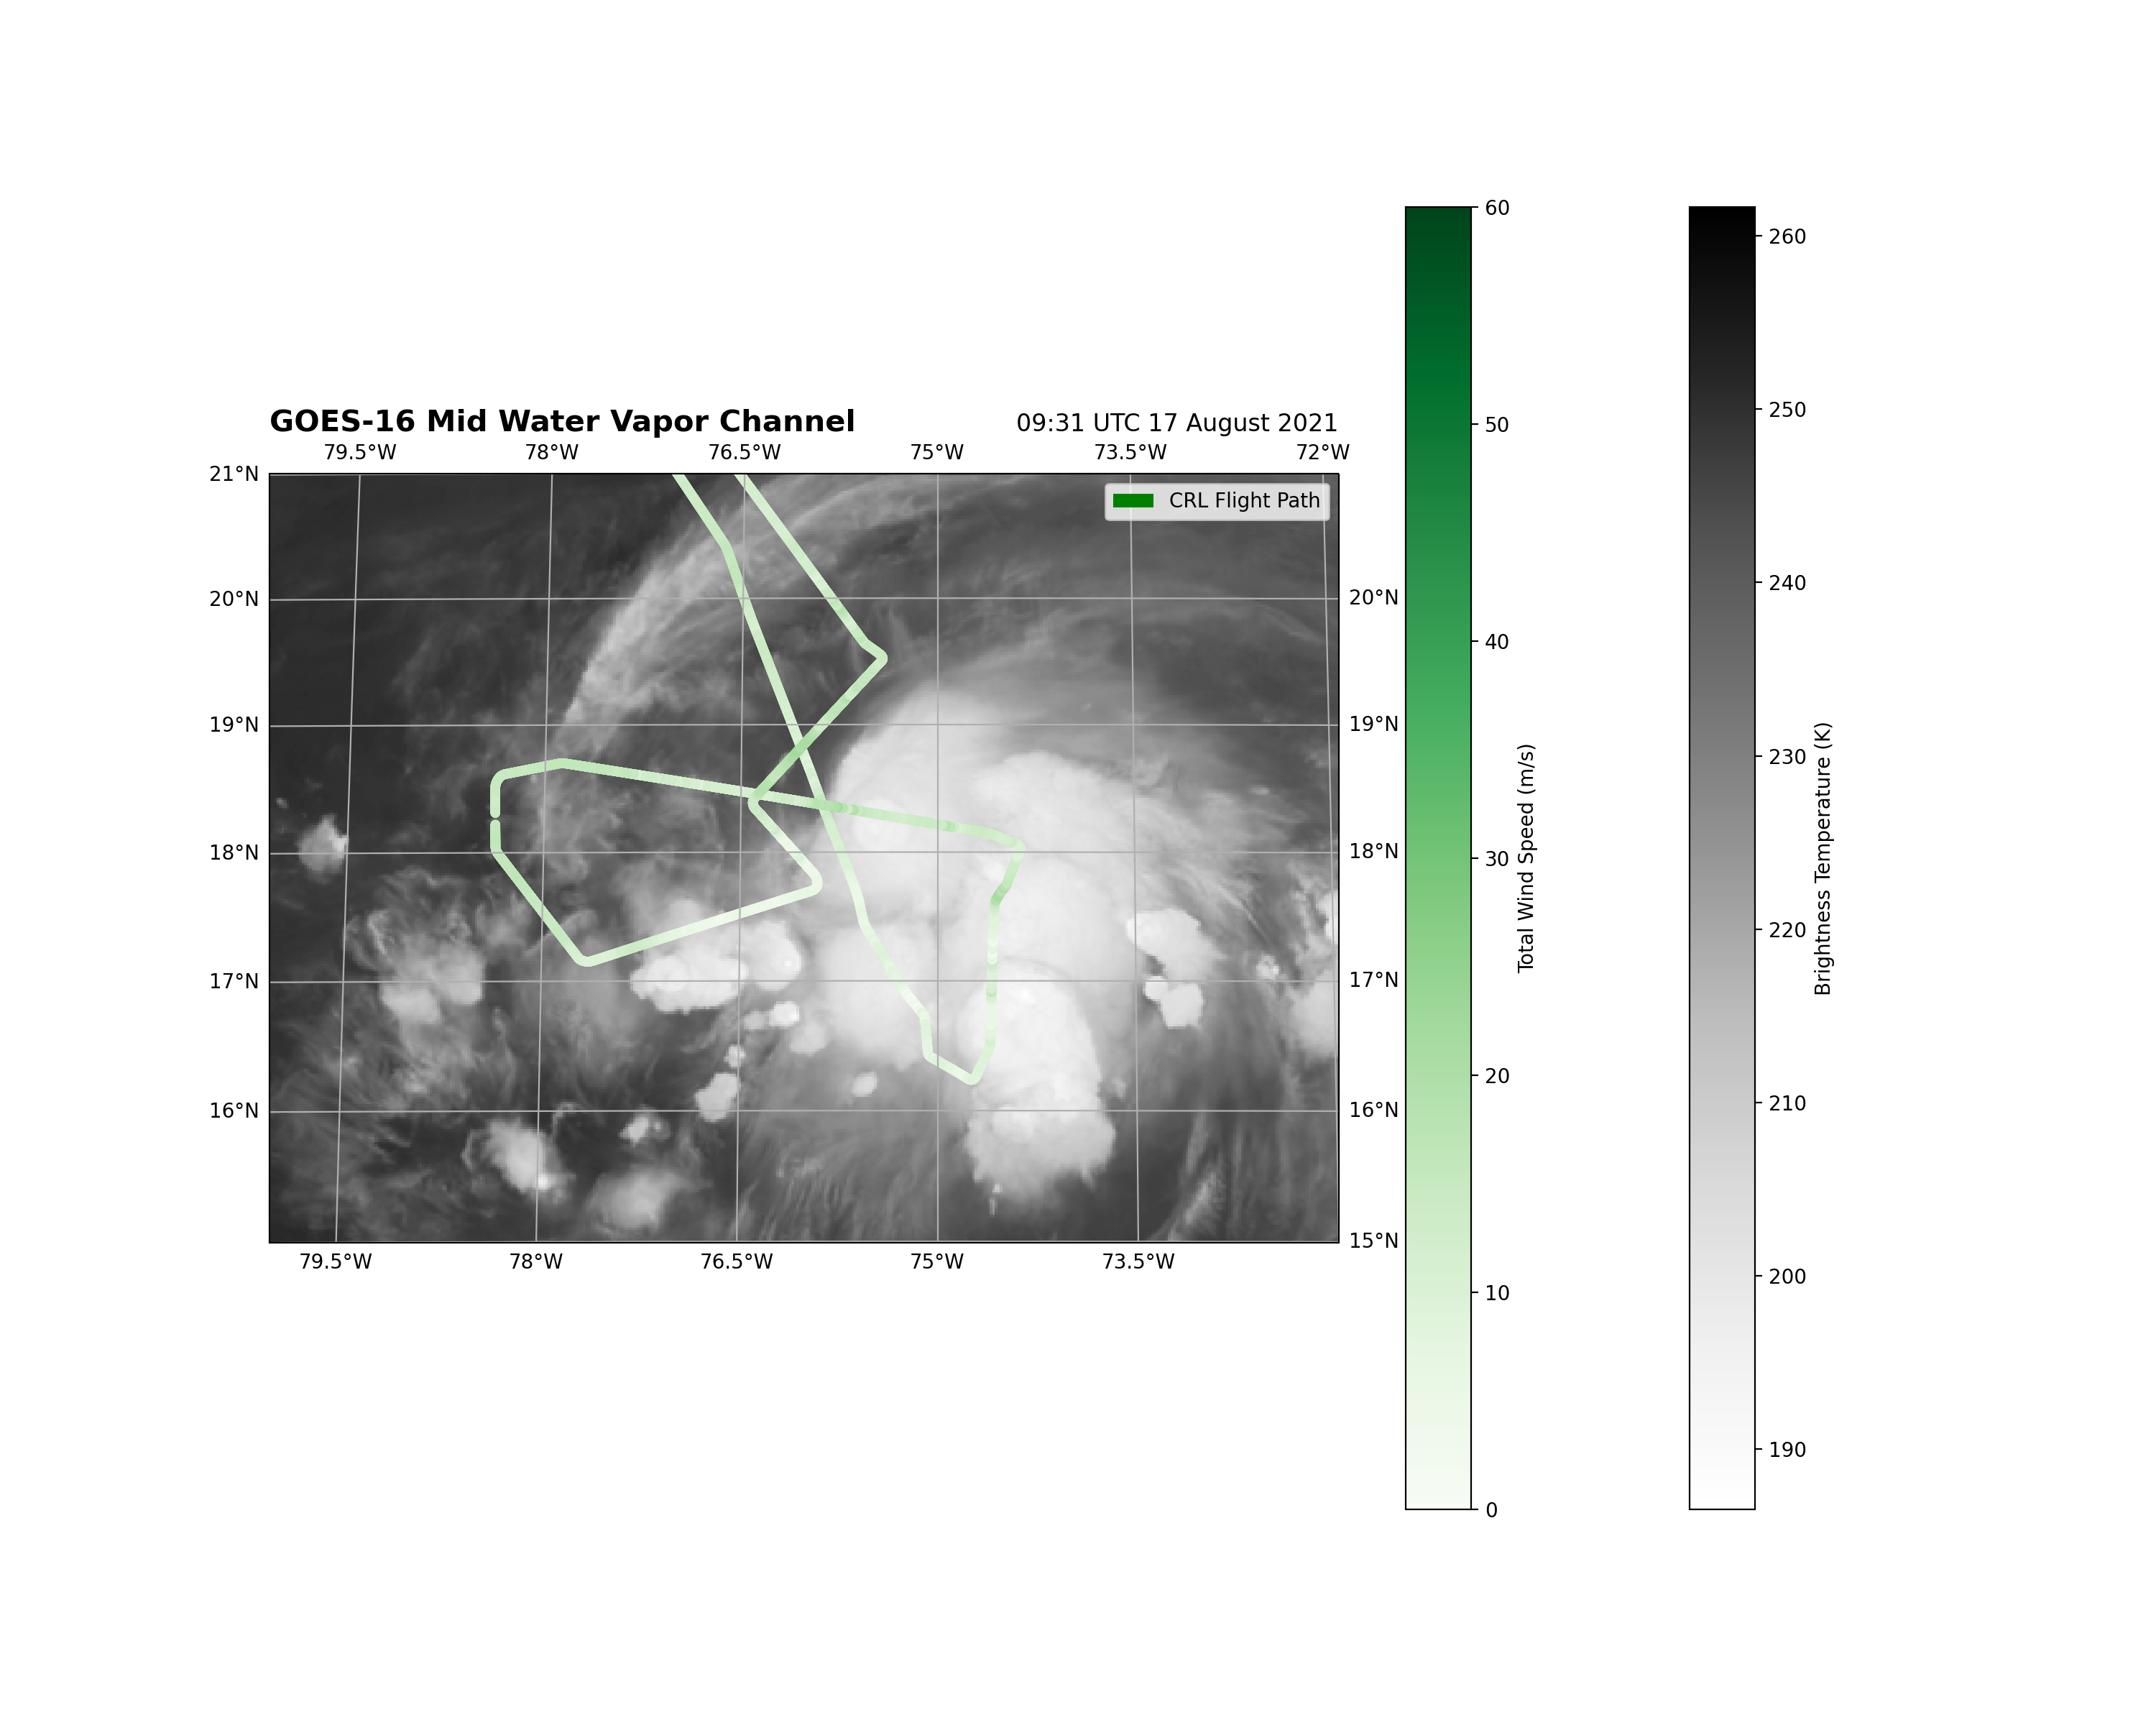 GOES-16 Mid Water Vapor Channel
09:31 UTC 17 August 2021
79.5°W 78°W 76.5°W 75°W 73.5°W 72°W
21°N
CRL Flight Path
20°N 20°N
19°N 19°N
18°N 18°N
17°N 17°N
16°N 16°N
15°N
79.5°W 78°W 76.5°W 75°W 73.5°W
60
50
40
30
20
10
0
Total Wind Speed (m/s)
260
250
240
230
220
210
200
190
Brightness Temperature (K)